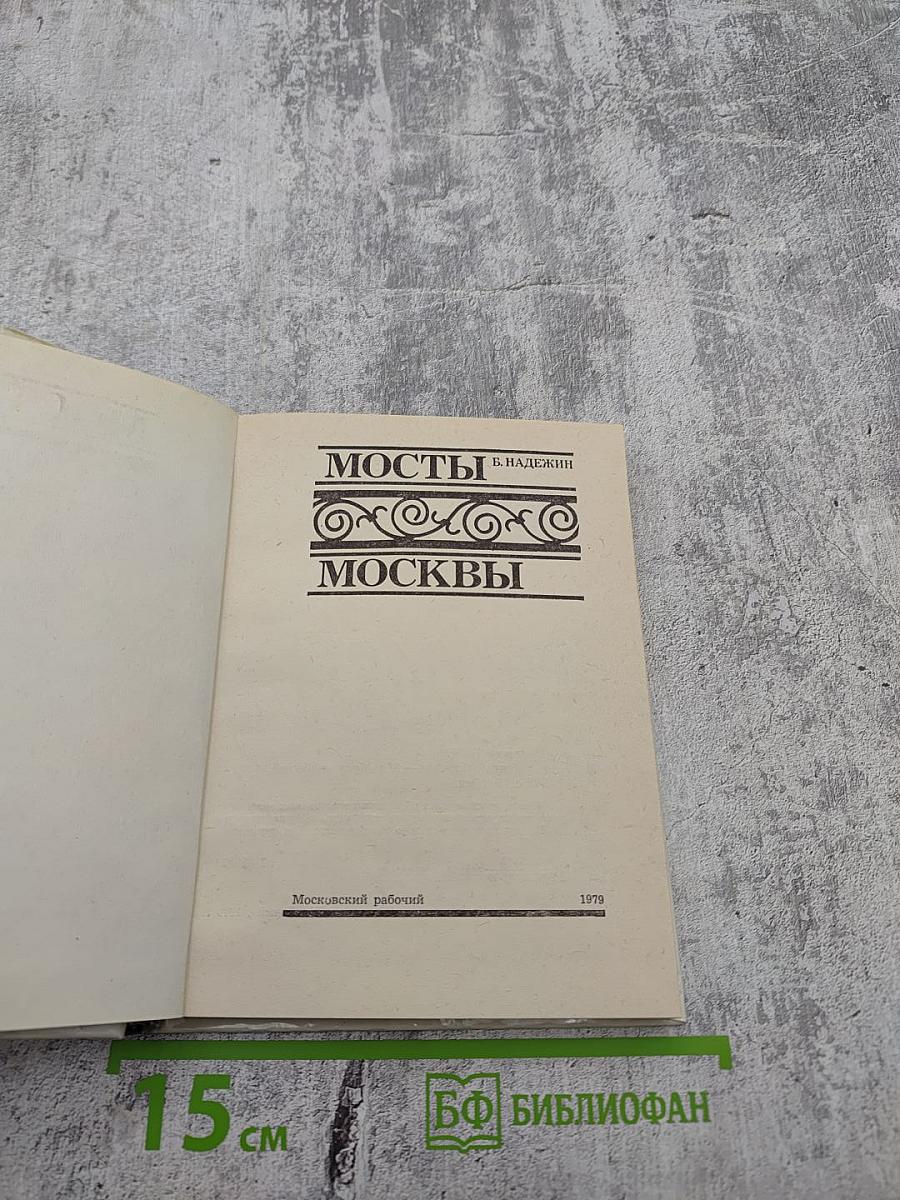 МОСТЫ Б. НАДЕЖИН
МОСКВЫ
Московский рабочий 1979
15 см БФ БИБЛИОФАН